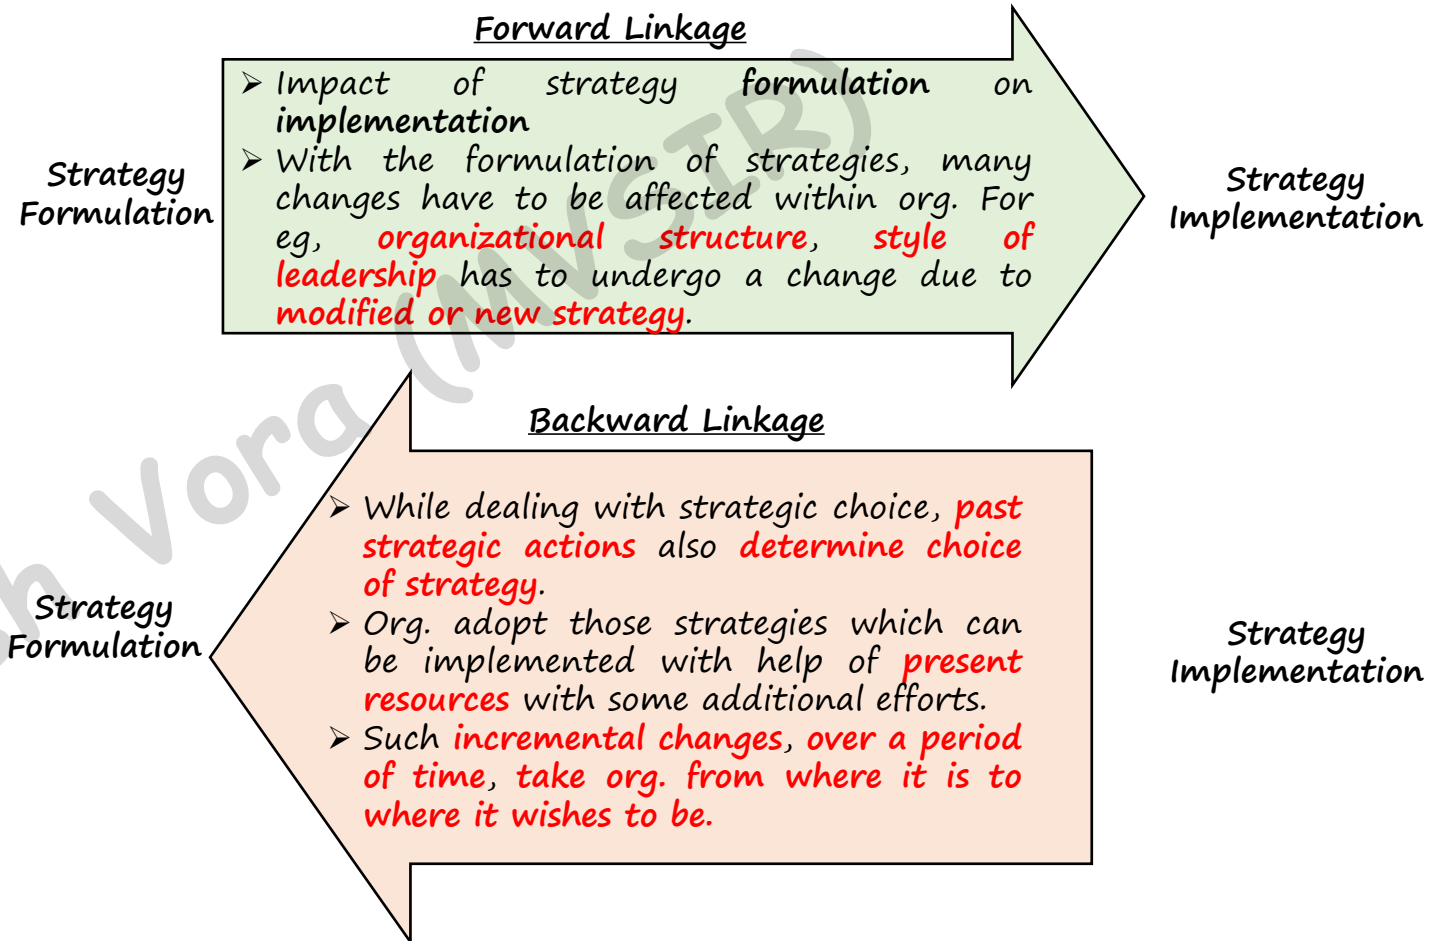 Forward Linkage
➢ Impact of strategy formulation on
implementation
➢ With the formulation of strategies, many
changes have to be affected within org. For
eg, organizational structure, style of
leadership has to undergo a change due to
modified or new strategy.
Strategy
Formulation
Strategy
Implementation
Backward Linkage
➢ While dealing with strategic choice, past
strategic actions also determine choice
of strategy.
➢ Org. adopt those strategies which can
be implemented with help of present
resources with some additional efforts.
➢ Such incremental changes, over a period
of time, take org. from where it is to
where it wishes to be.
Strategy
Formulation
Strategy
Implementation
h Vora (MVSIR)